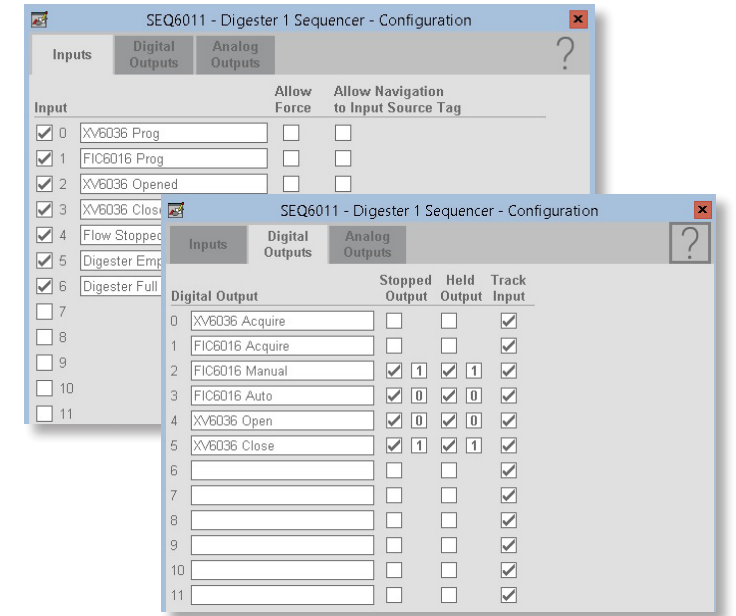 SEQ6011 - Digester 1 Sequencer - Configuration
Inputs
Digital Outputs
Analog Outputs
?
Input
Allow Force
Allow Navigation to Input Source Tag
0 XV6036 Prog
1 FIC6016 Prog
2 XV6036 Opened
3 XV6036 Clos
4 Flow Stopped
5 Digester Emp
6 Digester Full
7
8
9
10
11
SEQ6011 - Digester 1 Sequencer - Configuration
Inputs
Digital Outputs
Analog Outputs
?
Digital Output
Stopped Output
Held Output
Track Input
0 XV6036 Acquire
1 FIC6016 Acquire
2 FIC6016 Manual 1 1
3 FIC6016 Auto 0 0
4 XV6036 Open 0 0
5 XV6036 Close 1 1
6
7
8
9
10
11